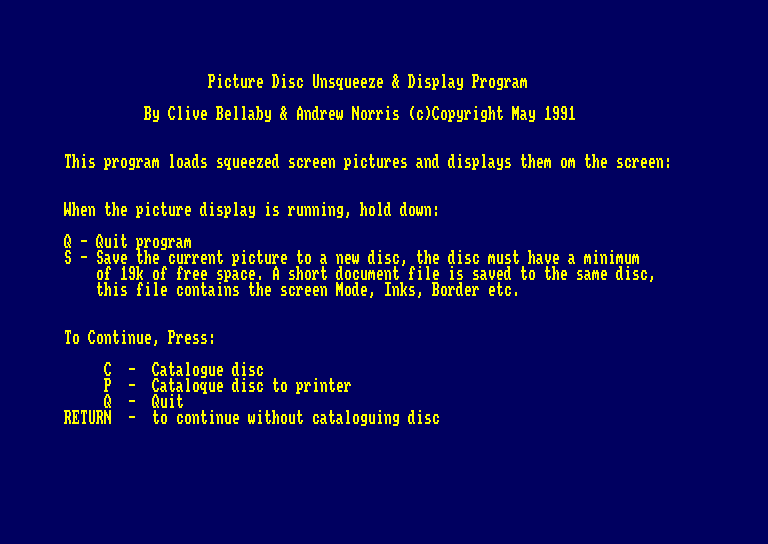 Picture Disc Unsqueeze & Display Program
By Clive Bellaby & Andrew Norris (c)Copyright May 1991
This program loads squeezed screen pictures and displays them om the screen:
When the picture display is running, hold down:
Q - Quit program
S - Save the current picture to a new disc, the disc must have a minimum
of 19k of free space. A short document file is saved to the same disc,
this file contains the screen Mode, Inks, Border etc.
To Continue, Press:
C - Catalogue disc
P - Cataloque disc to printer
Q - Quit
RETURN - to continue without cataloguing disc